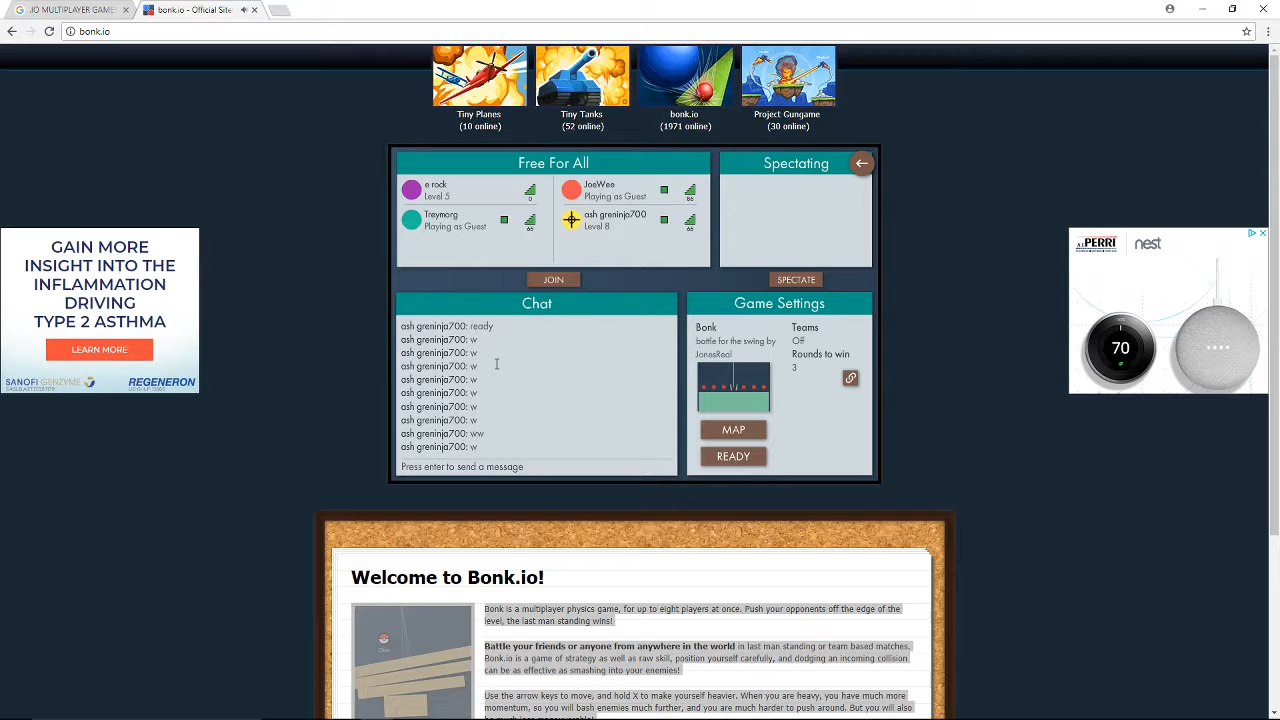 .IO MULTIPLAYER GAME
bonk.io - Official Site
bonk.io
Tiny Planes
(10 online)
Tiny Tanks
(52 online)
bonk.io
(1971 online)
Project Gungame
(30 online)
Free For All
e rock
Level 5
0
JoeWee
Playing as Guest
86
Treymorg
Playing as Guest
66
ash greninja700
Level 8
66
JOIN
Spectating
SPECTATE
Chat
ash greninja700: ready
ash greninja700: w
ash greninja700: w
ash greninja700: w
ash greninja700: w
ash greninja700: w
ash greninja700: w
ash greninja700: w
ash greninja700: ww
ash greninja700: w
Press enter to send a message
Game Settings
Bonk
battle for the swing by
JonesReal
Teams
Off
Rounds to win
3
MAP
READY
GAIN MORE
INSIGHT INTO THE
INFLAMMATION
DRIVING
TYPE 2 ASTHMA
LEARN MORE
SANOFI GENZYME
REGENERON
PERRI
nest
70
Welcome to Bonk.io!
Bonk is a multiplayer physics game, for up to eight players at once. Push your opponents off the edge of the
level, the last man standing wins!
Battle your friends or anyone from anywhere in the world in last man standing or team based matches.
Bonk.io is a game of strategy as well as raw skill, position yourself carefully, and dodging an incoming collision
can be as effective as smashing into your enemies!
Use the arrow keys to move, and hold X to make yourself heavier. When you are heavy, you have much more
momentum, so you will bash enemies much further, and you are much harder to push around. But you will also